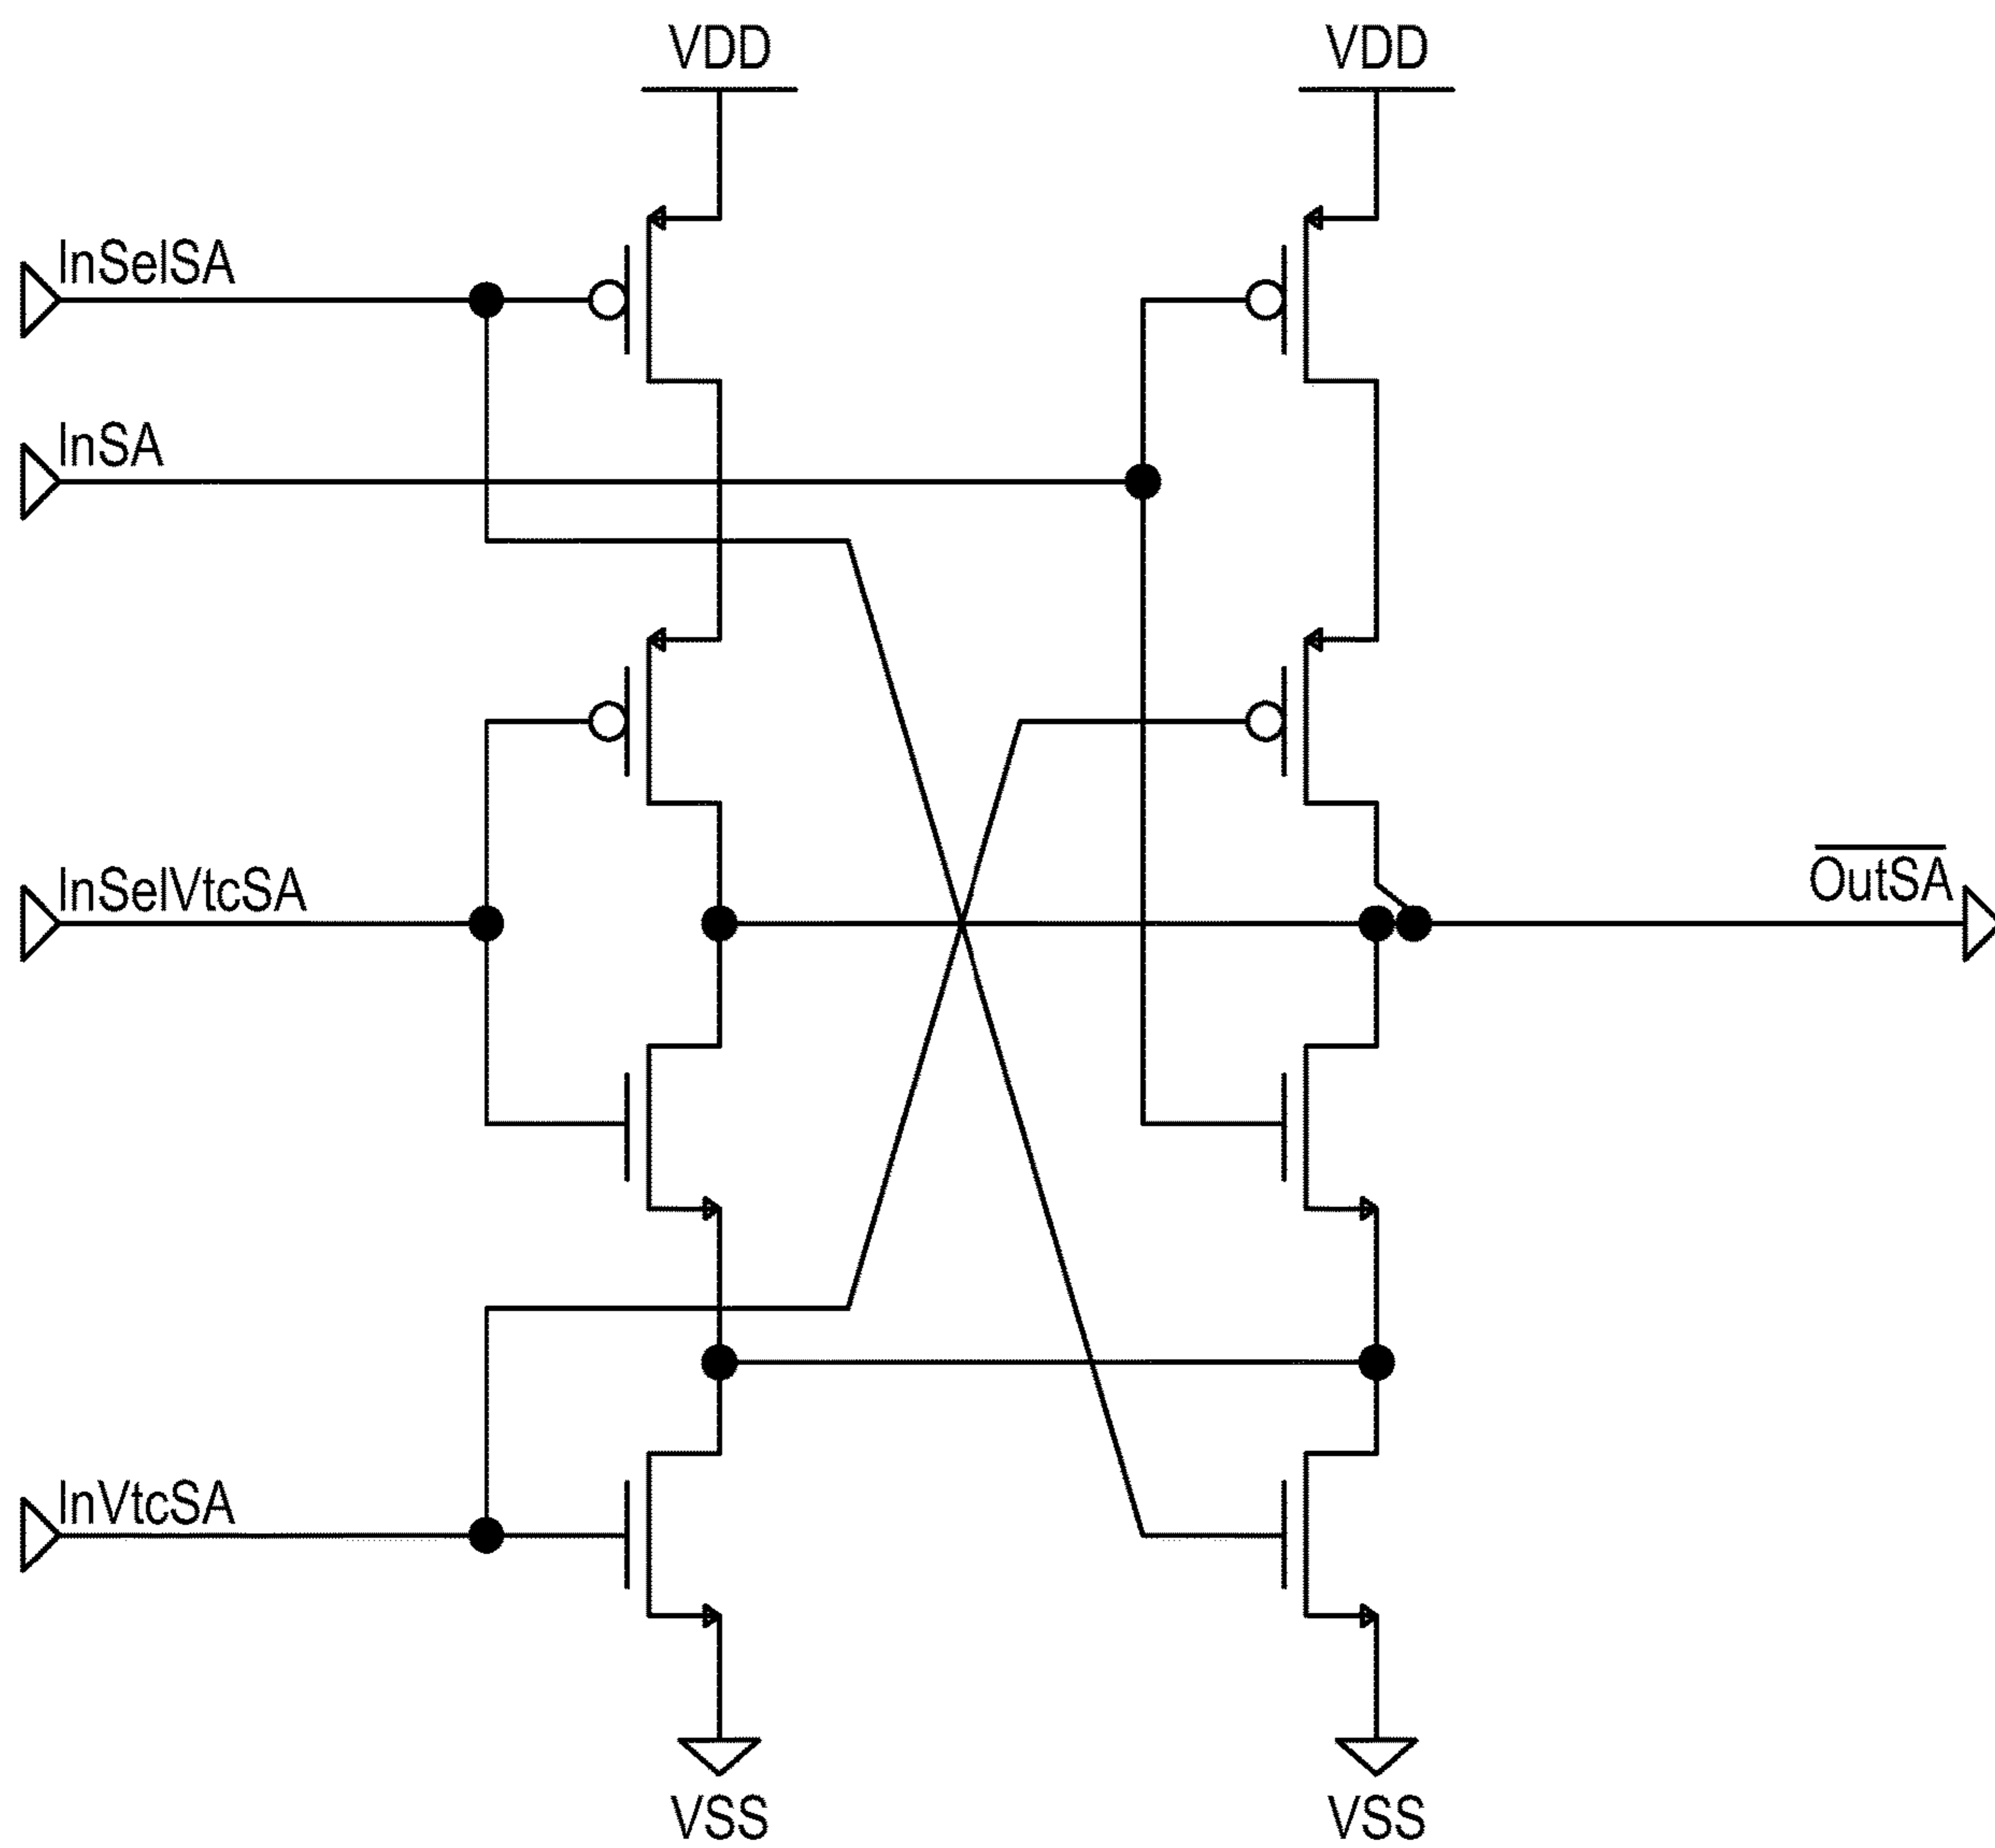 VDD
VDD
InSelSA
InSA
InSelVtcSA
OutSA
InVtcSA
VSS
VSS